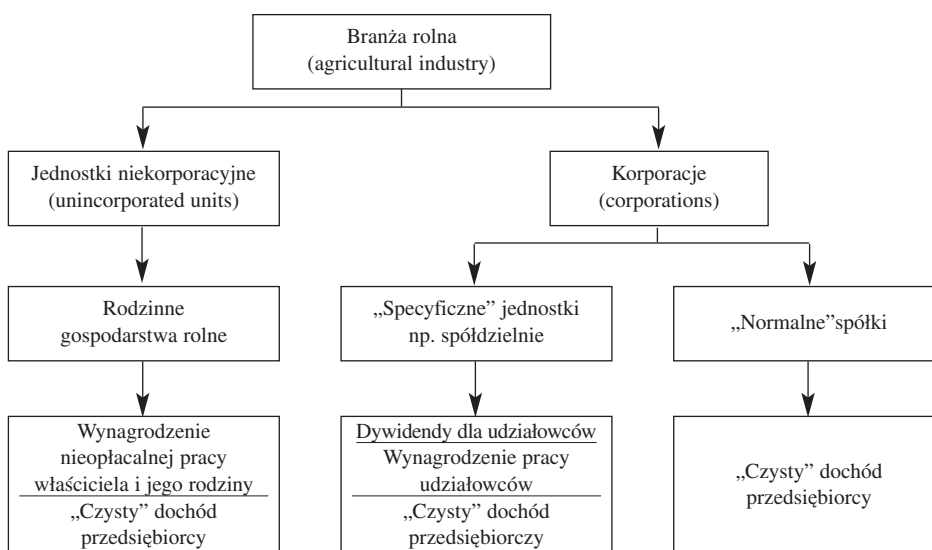 Branża rolna
(agricultural industry)
Jednostki niekorporacyjne
(unincorporated units)
Korporacje
(corporations)
Rodzinne
gospodarstwa rolne
„Specyficzne” jednostki
np. spółdzielnie
„Normalne”spółki
Wynagrodzenie
nieopłacalnej pracy
właściciela i jego rodziny
„Czysty” dochód
przedsiębiorcy
Dywidendy dla udziałowców
Wynagrodzenie pracy
udziałowców
„Czysty” dochód
przedsiębiorczy
„Czysty” dochód
przedsiębiorcy